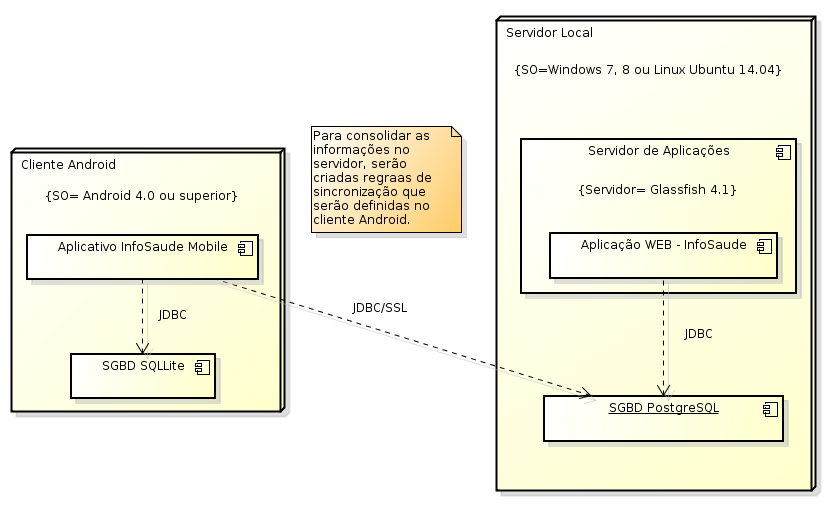 Servidor Local
{SO=Windows 7, 8 ou Linux Ubuntu 14.04}
Para consolidar as
informações no
servidor, serão
criadas regraas de
sincronização que
serão definidas no
cliente Android.
Servidor de Aplicações
{Servidor= Glassfish 4.1}
Aplicação WEB - InfoSaude
Cliente Android
{SO= Android 4.0 ou superior}
Aplicativo InfoSaude Mobile
JDBC
JDBC/SSL
JDBC
SGBD SQLLite
SGBD PostgreSQL